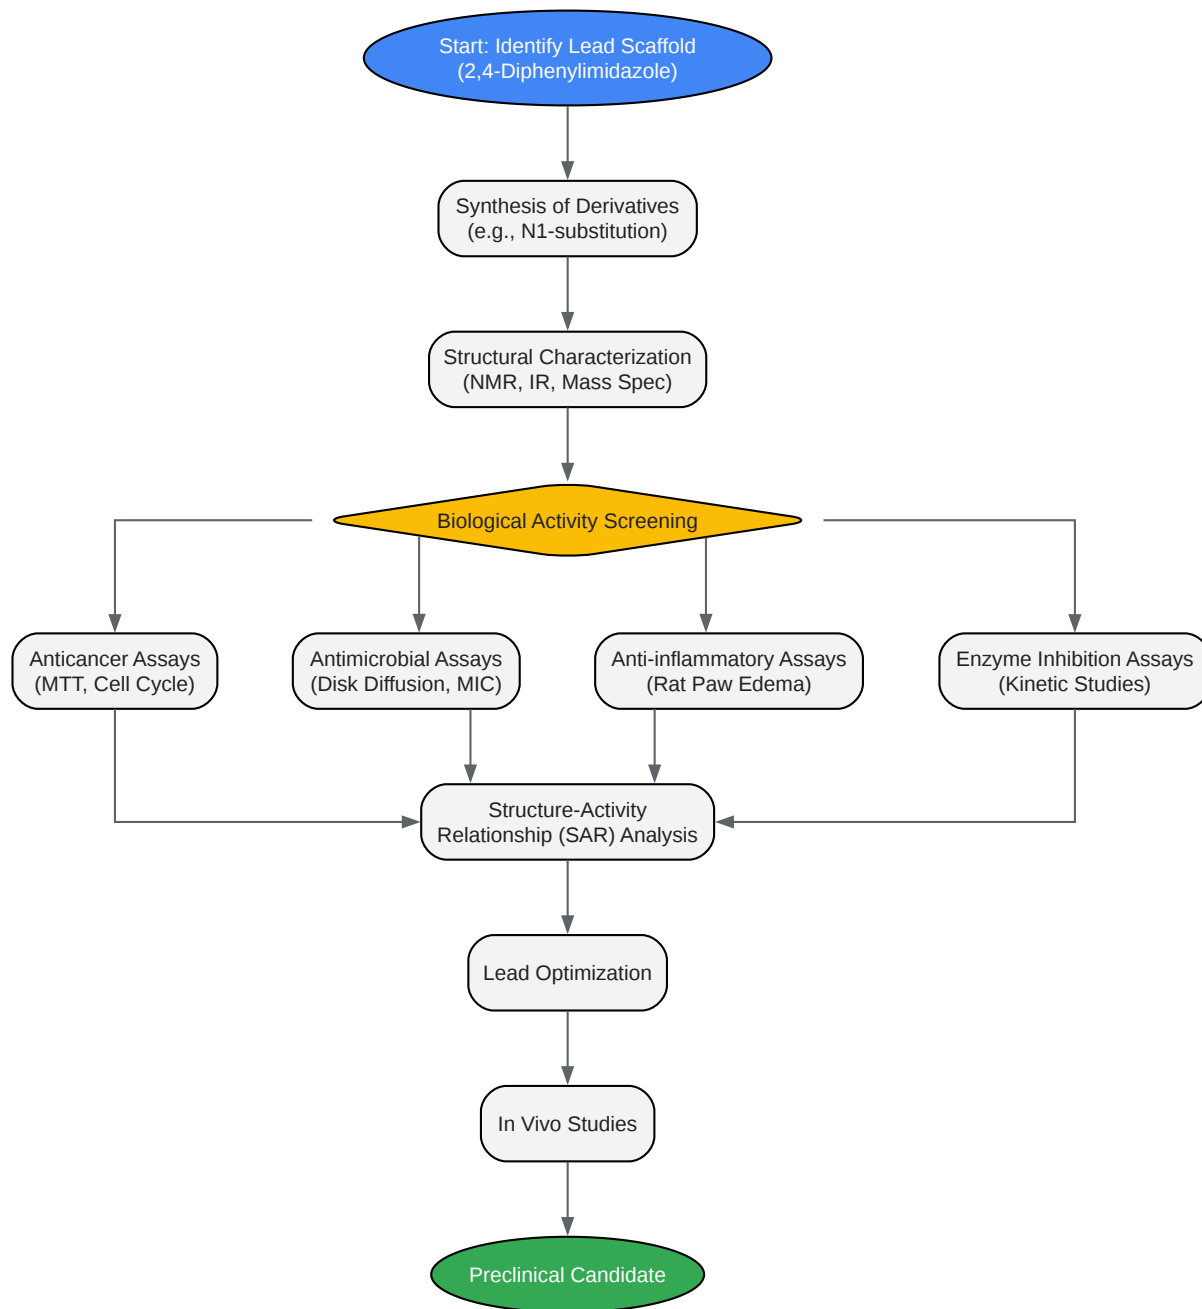 Start: Identify Lead Scaffold
(2,4-Diphenylimidazole)
Synthesis of Derivatives
(e.g., N1-substitution)
Structural Characterization
(NMR, IR, Mass Spec)
Biological Activity Screening
Anticancer Assays
(MTT, Cell Cycle)
Antimicrobial Assays
(Disk Diffusion, MIC)
Anti-inflammatory Assays
(Rat Paw Edema)
Enzyme Inhibition Assays
(Kinetic Studies)
Structure-Activity
Relationship (SAR) Analysis
Lead Optimization
In Vivo Studies
Preclinical Candidate